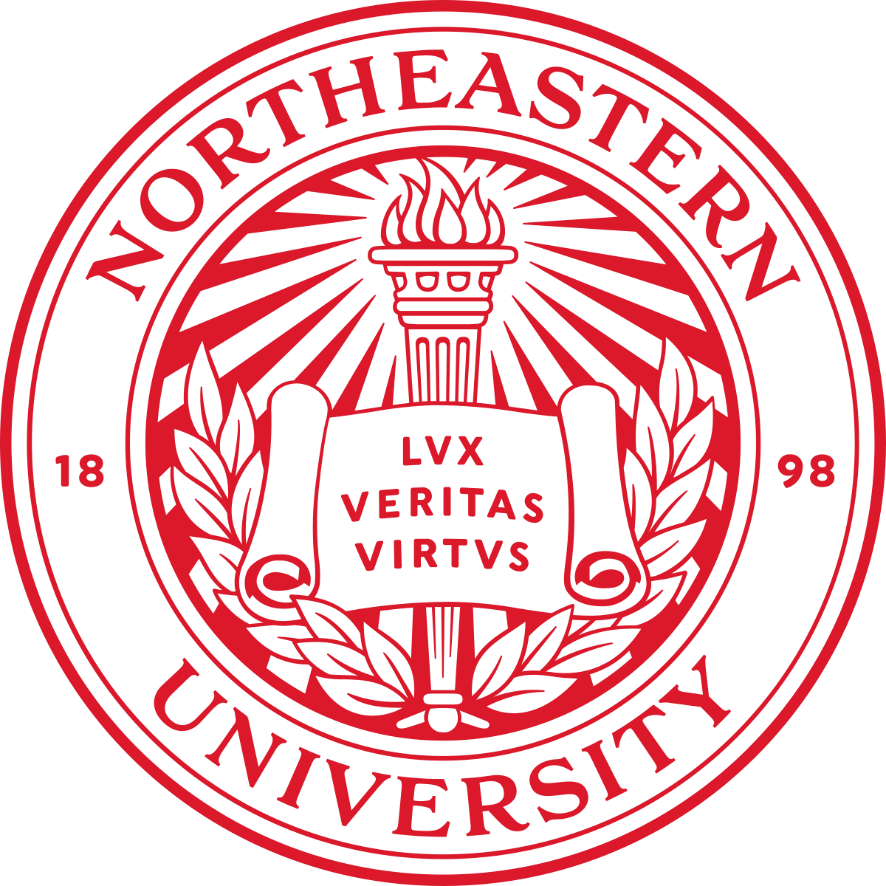 NORTHEASTERN
18 98
LVX
VERITAS
VIRTVS
UNIVERSITY